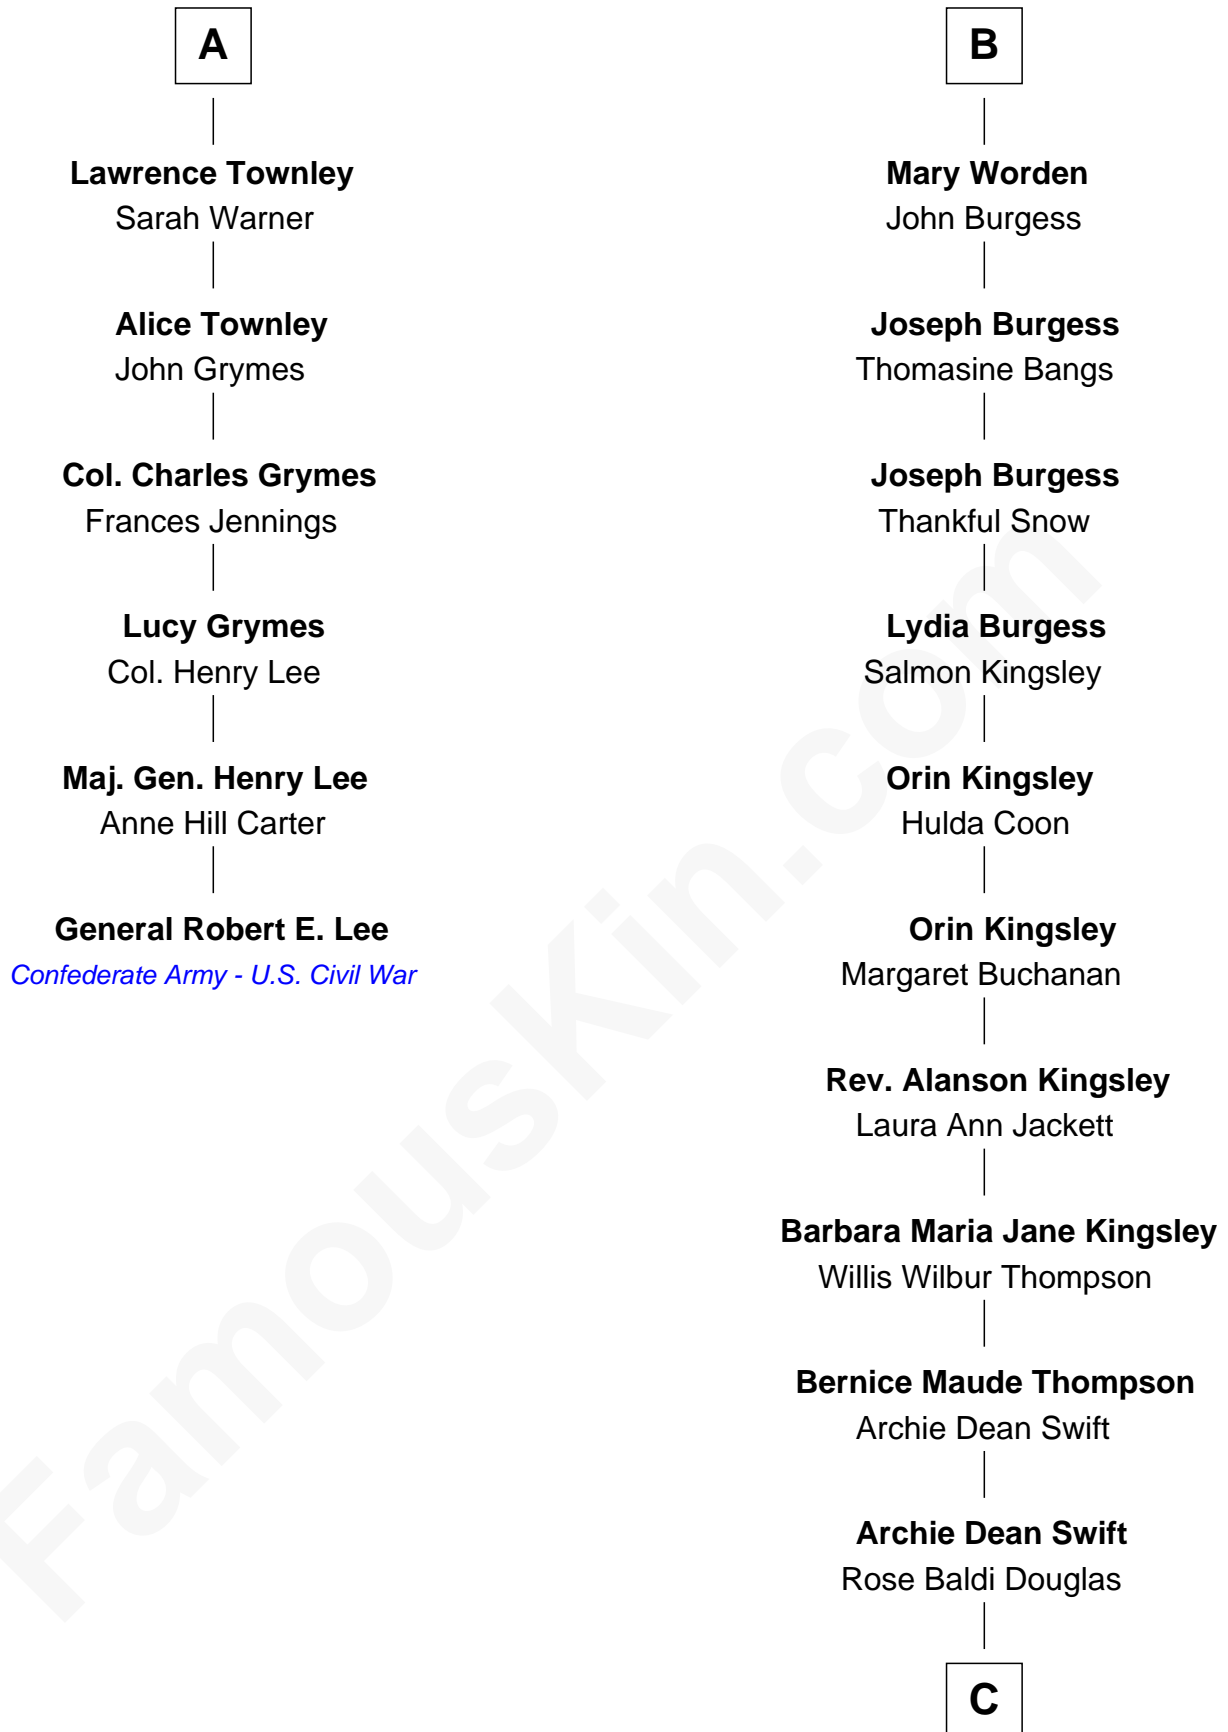 A
Lawrence Townley
Sarah Warner
Alice Townley
John Grymes
Col. Charles Grymes
Frances Jennings
Lucy Grymes
Col. Henry Lee
Maj. Gen. Henry Lee
Anne Hill Carter
General Robert E. Lee
Confederate Army - U.S. Civil War
B
Mary Worden
John Burgess
Joseph Burgess
Thomasine Bangs
Joseph Burgess
Thankful Snow
Lydia Burgess
Salmon Kingsley
Orin Kingsley
Hulda Coon
Orin Kingsley
Margaret Buchanan
Rev. Alanson Kingsley
Laura Ann Jackett
Barbara Maria Jane Kingsley
Willis Wilbur Thompson
Bernice Maude Thompson
Archie Dean Swift
Archie Dean Swift
Rose Baldi Douglas
C
FamousKin.com